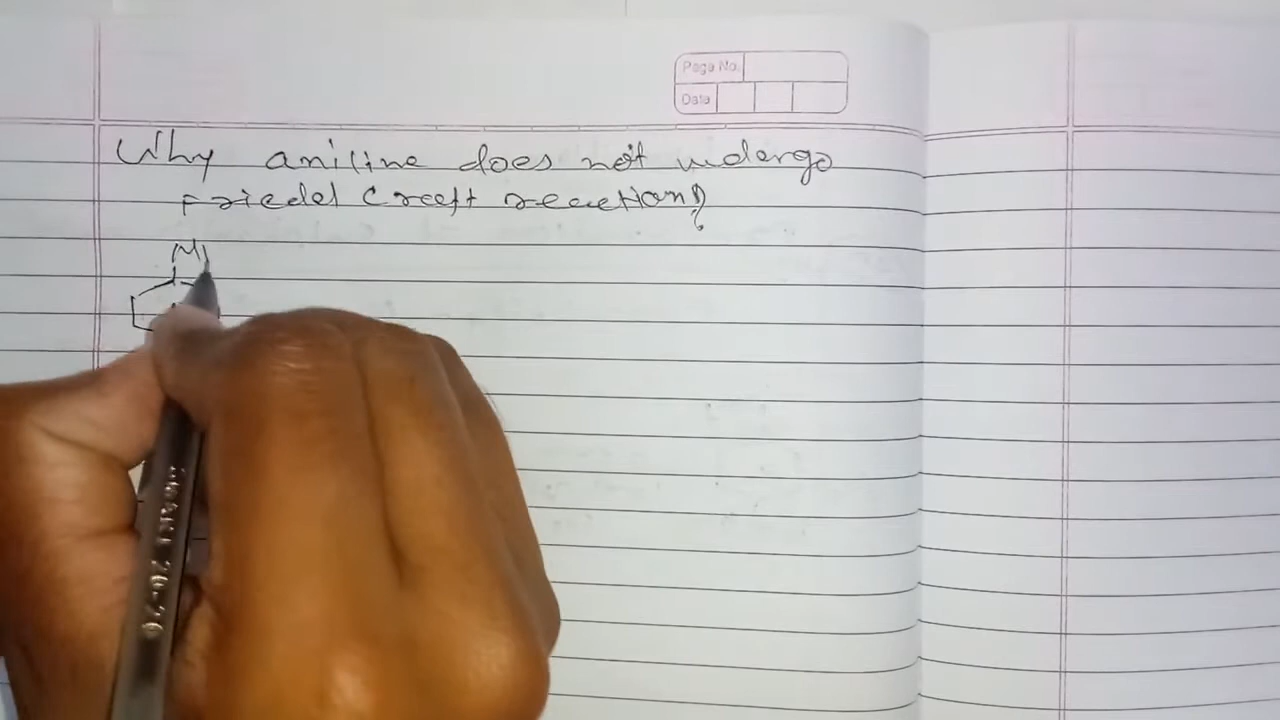 Page No.
Date
Why aniline does not undergo
Friedel Craft reaction?
N